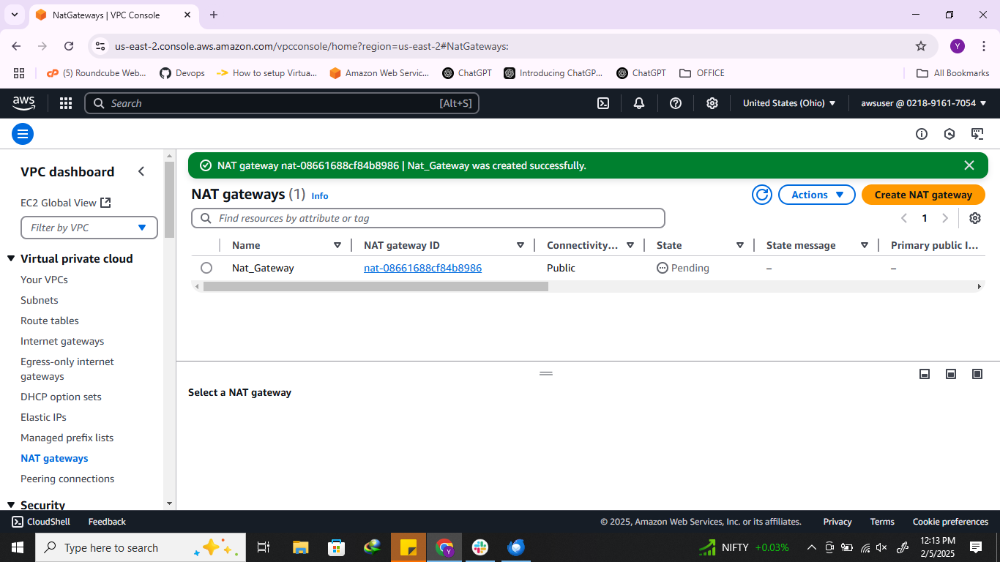 NatGateways | VPC Console
us-east-2.console.aws.amazon.com/vpcconsole/home?region=us-east-2#NatGateways:
Y
(5) Roundcube Web...
Devops
How to setup Virtua...
Amazon Web Servic...
ChatGPT
Introducing ChatGP...
ChatGPT
OFFICE
All Bookmarks
aws
Search
[Alt+S]
United States (Ohio)
awsuser @ 0218-9161-7054
VPC dashboard
EC2 Global View
Filter by VPC
Virtual private cloud
Your VPCs
Subnets
Route tables
Internet gateways
Egress-only internet
gateways
DHCP option sets
Elastic IPs
Managed prefix lists
NAT gateways
Peering connections
Security
NAT gateway nat-08661688cf84b8986 | Nat_Gateway was created successfully.
NAT gateways (1) Info
Actions
Create NAT gateway
Find resources by attribute or tag
1
Name
NAT gateway ID
Connectivity...
State
State message
Primary public I...
Nat_Gateway
nat-08661688cf84b8986
Public
Pending
–
–
Select a NAT gateway
CloudShell
Feedback
© 2025, Amazon Web Services, Inc. or its affiliates.
Privacy
Terms
Cookie preferences
Type here to search
Y
NIFTY +0.03%
12:13 PM
2/5/2025